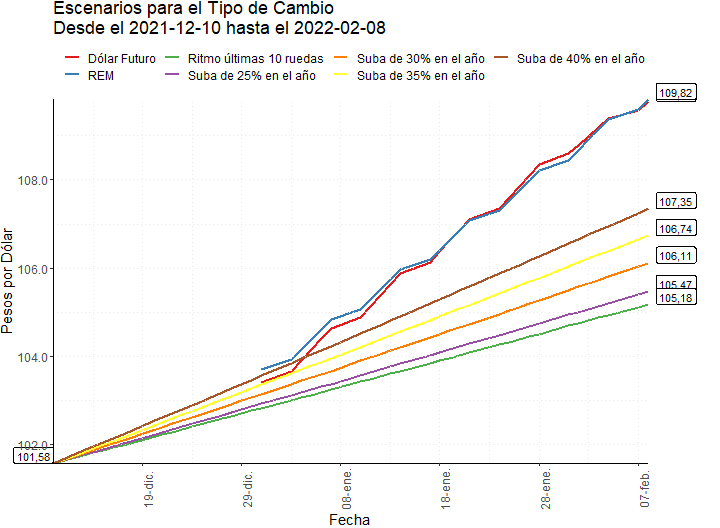 Escenarios para el Tipo de Cambio
Desde el 2021-12-10 hasta el 2022-02-08
Dólar Futuro
Ritmo últimas 10 ruedas
Suba de 30% en el año
Suba de 40% en el año
REM
Suba de 25% en el año
Suba de 35% en el año
109,82
108.0
107,35
106,74
106,11
106.0
105,47
105,18
104.0
102.0
101,58
Pesos por Dólar
19-dic.
29-dic.
08-ene.
18-ene.
28-ene.
07-feb.
Fecha